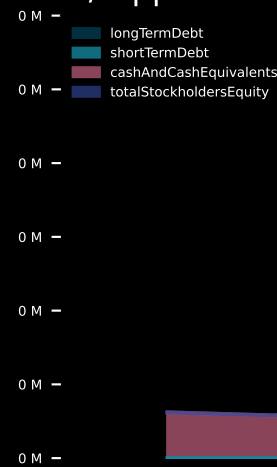 0 M
longTermDebt
shortTermDebt
cashAndCashEquivalents
0 M
totalStockholdersEquity
0 M
0 M
0 M
0 M
0 M